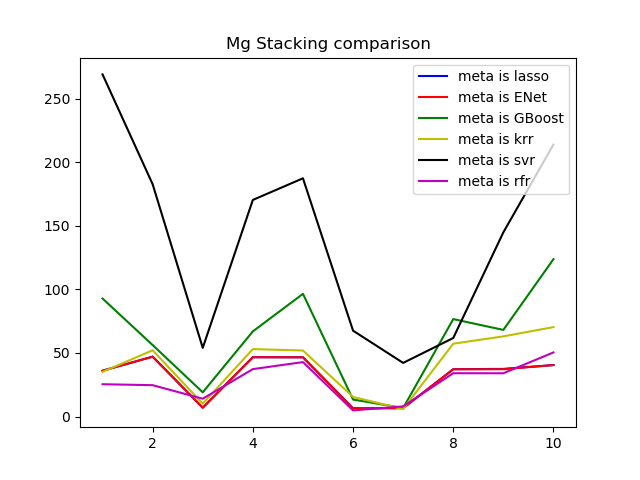 Mg Stacking comparison
meta is lasso
meta is ENet
meta is GBoost
meta is krr
meta is svr
meta is rfr
250
200
150
100
50
0
2 4 6 8 10